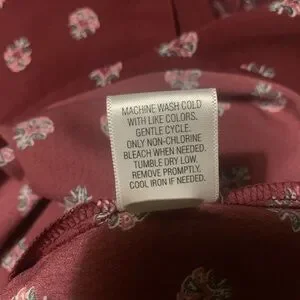 MACHINE WASH COLD
WITH LIKE COLORS.
GENTLE CYCLE.
ONLY NON-CHLORINE
BLEACH WHEN NEEDED.
TUMBLE DRY LOW.
REMOVE PROMPTLY.
COOL IRON IF NEEDED.